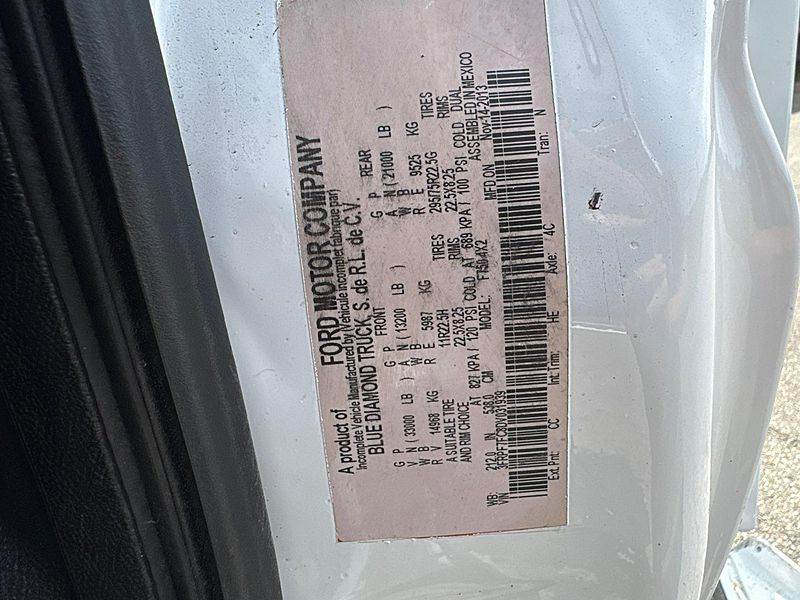 A product of FORD MOTOR COMPANY
Incomplete Vehicle Manufactured by (Vehicule incomplet fabrique par)
BLUE DIAMOND TRUCK, S. de R.L. de C.V.
FRONT REAR
G P G P G P
V N ( 33000 LB ) A N ( 13200 LB ) A N ( 21000 LB )
W B W B W B
R / 14968 KG R E 5987 KG R E 9525 KG
A SUITABLE TIRE 11R22.5H TIRES 295/75R22.5G TIRES
AND RIM CHOICE 22.5X8.25 RIMS 22.5X8.25 RIMS
AT 827 KPA / 120 PSI COLD AT 689 KPA / 100 PSI COLD DUAL
WB: 212.0 IN 538.0 CM MODEL: ASSEMBLED IN MEXICO
VIN MFD ON Nov-14-2013
Ext Pnt: CC Int Trim: HE Axle: 4C Tran: N